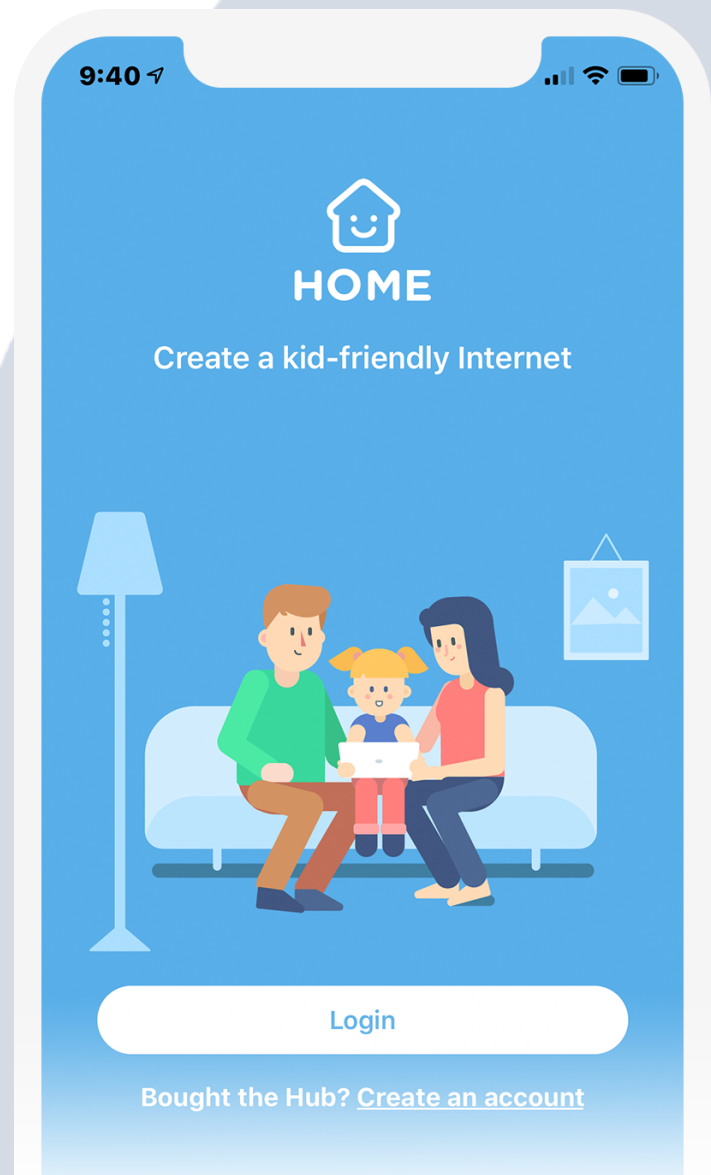 9:40
HOME
Create a kid-friendly Internet
Login
Bought the Hub? Create an account